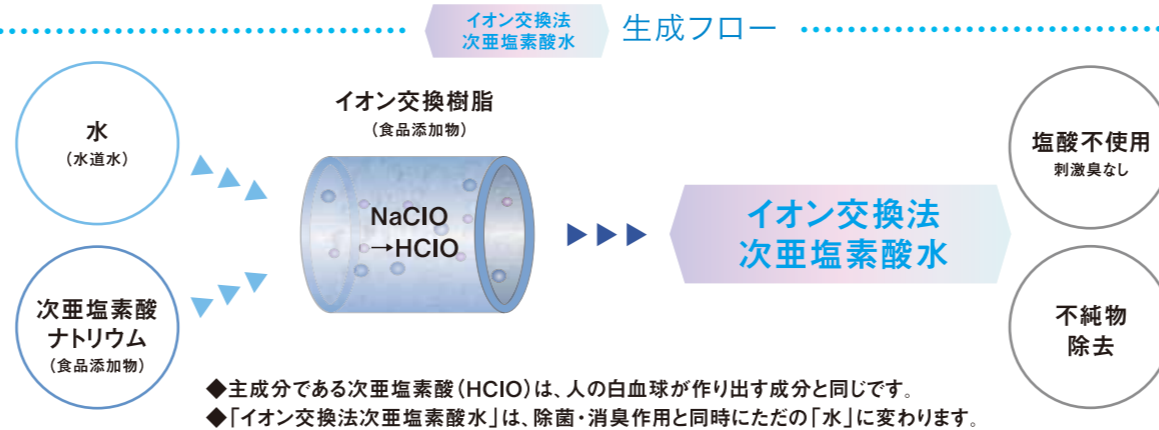 イオン交換法
次亜塩素酸水
生成フロー
水
(水道水)
次亜塩素酸
ナトリウム
(食品添加物)
イオン交換樹脂
(食品添加物)
NaClO
→HClO
イオン交換法
次亜塩素酸水
塩酸不使用
刺激臭なし
不純物
除去
◆主成分である次亜塩素酸(HClO)は、人の白血球が作り出す成分と同じです。
◆「イオン交換法次亜塩素酸水」は、除菌・消臭作用と同時にただの「水」に変わります。